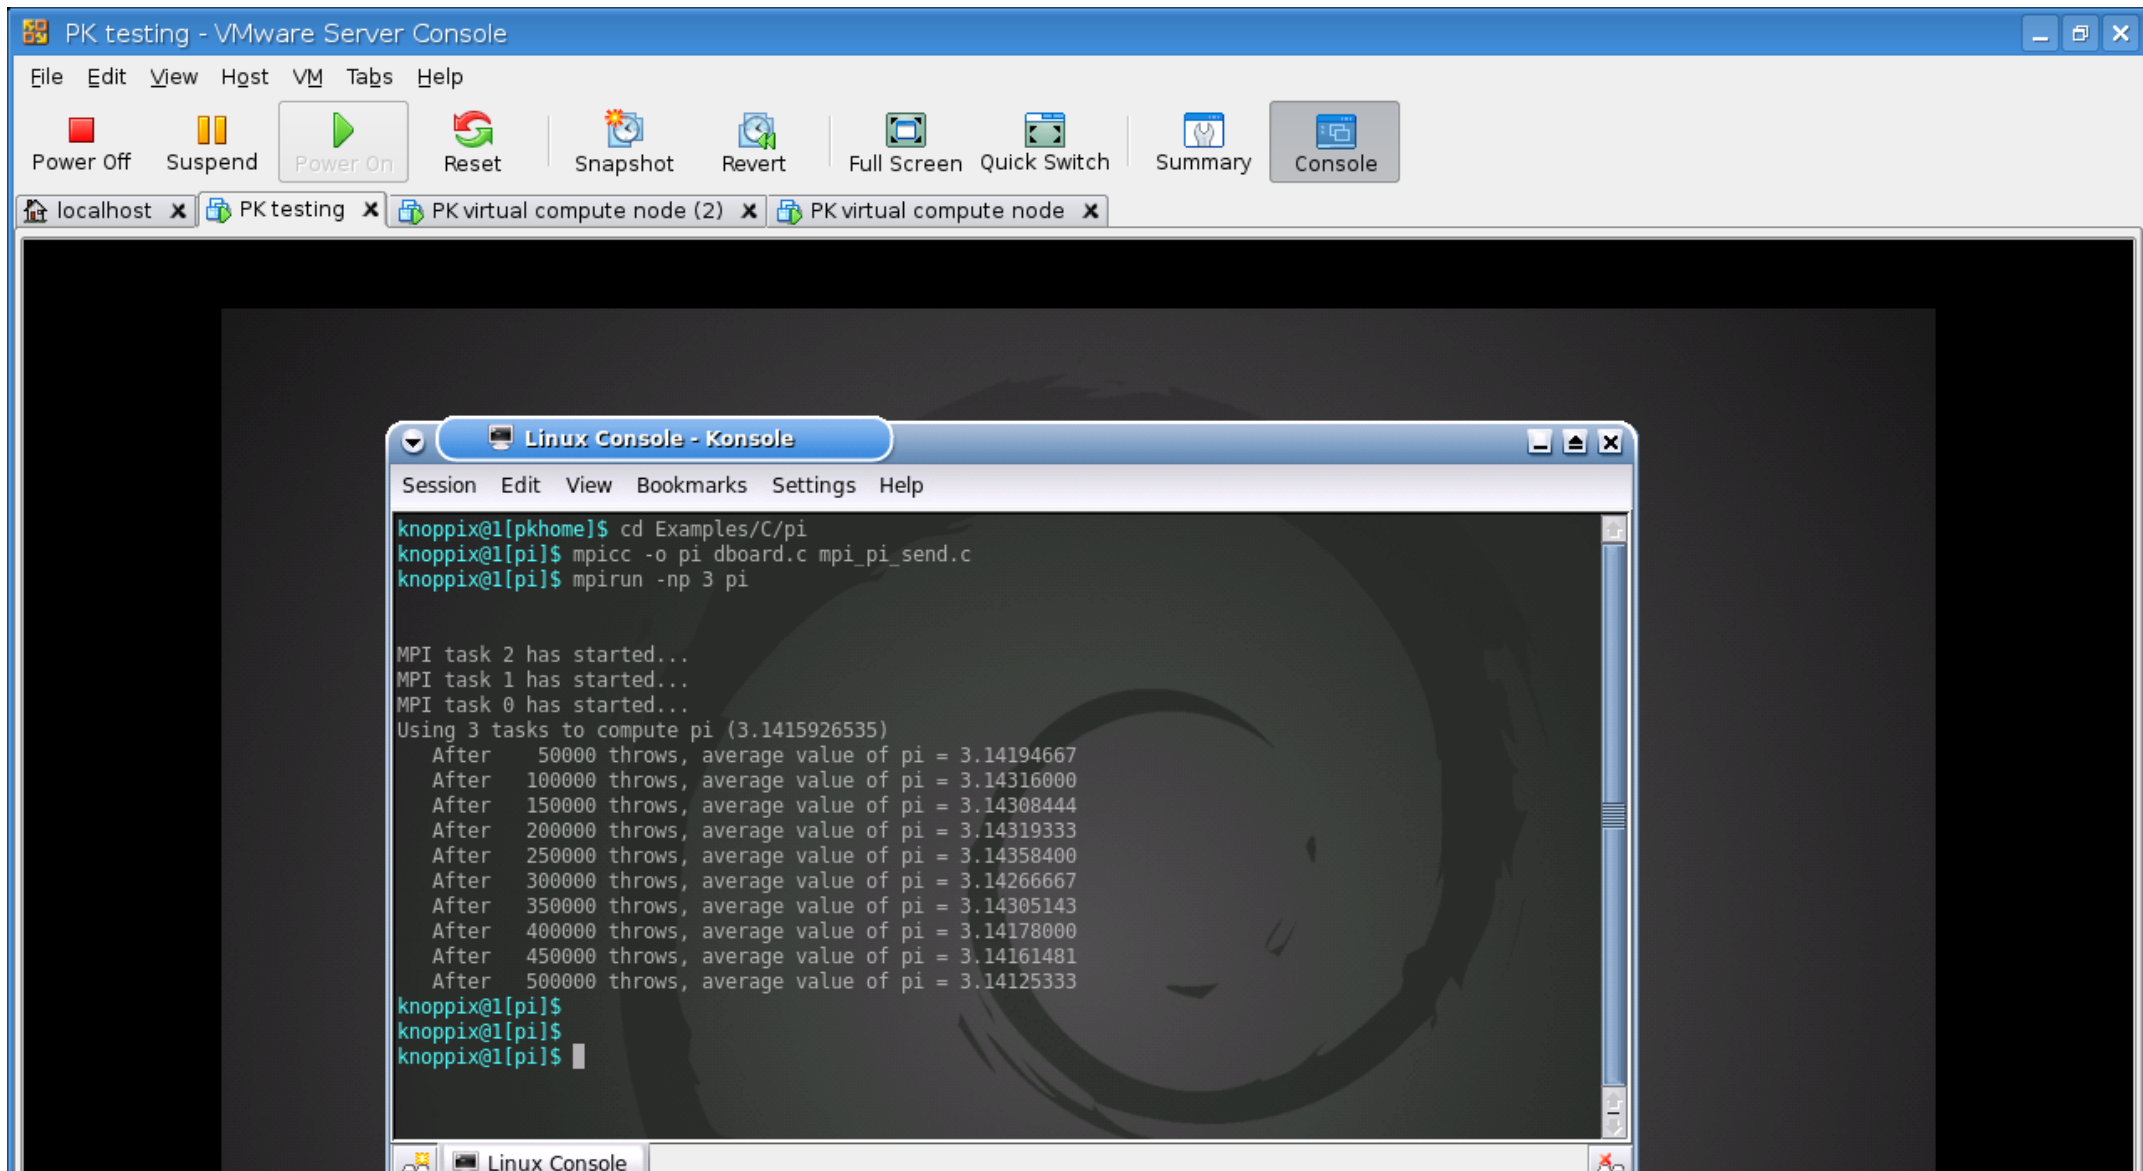 PK testing - VMware Server Console
File Edit View Host VM Tabs Help
Power Off Suspend Power On Reset Snapshot Revert Full Screen Quick Switch Summary Console
localhost PK testing PK virtual compute node (2) PK virtual compute node
Linux Console - Konsole
Session Edit View Bookmarks Settings Help
knoppix@1[pkhome]$ cd Examples/C/pi
knoppix@1[pi]$ mpicc -o pi dboard.c mpi_pi_send.c
knoppix@1[pi]$ mpirun -np 3 pi
MPI task 2 has started...
MPI task 1 has started...
MPI task 0 has started...
Using 3 tasks to compute pi (3.1415926535)
After 50000 throws, average value of pi = 3.14194667
After 100000 throws, average value of pi = 3.14316000
After 150000 throws, average value of pi = 3.14308444
After 200000 throws, average value of pi = 3.14319333
After 250000 throws, average value of pi = 3.14358400
After 300000 throws, average value of pi = 3.14266667
After 350000 throws, average value of pi = 3.14305143
After 400000 throws, average value of pi = 3.14178000
After 450000 throws, average value of pi = 3.14161481
After 500000 throws, average value of pi = 3.14125333
knoppix@1[pi]$
knoppix@1[pi]$
knoppix@1[pi]$
Linux Console